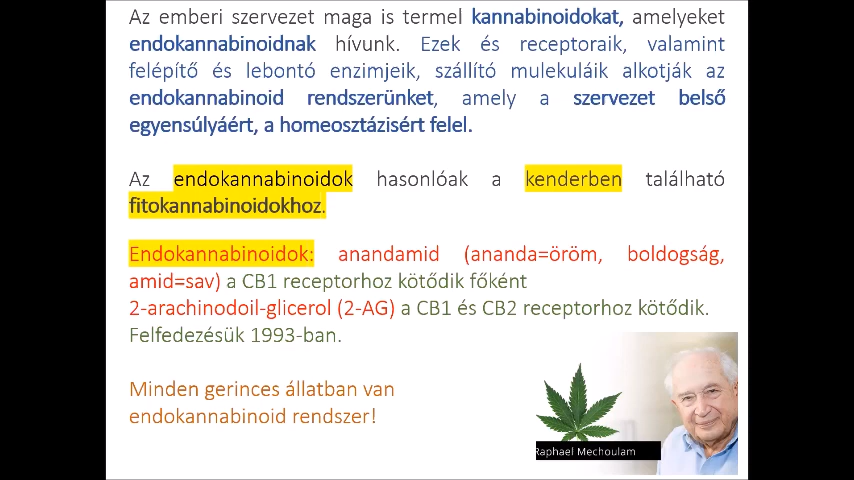 Az emberi szervezet maga is termel kannabinoidokat, amelyeket
endokannabinoidnak hívunk. Ezek és receptoraik, valamint
felépítő és lebontó enzimjeik, szállító mulekuláik alkotják az
endokannabinoid rendszerünket, amely a szervezet belső
egyensúlyáért, a homeosztázisért felel.
Az endokannabinoidok hasonlóak a kenderben található
fitokannabinoidokhoz.
Endokannabinoidok: anandamid (ananda=öröm, boldogság,
amid=sav) a CB1 receptorhoz kötődik főként
2-arachinodoil-glicerol (2-AG) a CB1 és CB2 receptorhoz kötődik.
Felfedezésük 1993-ban.
Minden gerinces állatban van
endokannabinoid rendszer!
Raphael Mechoulam